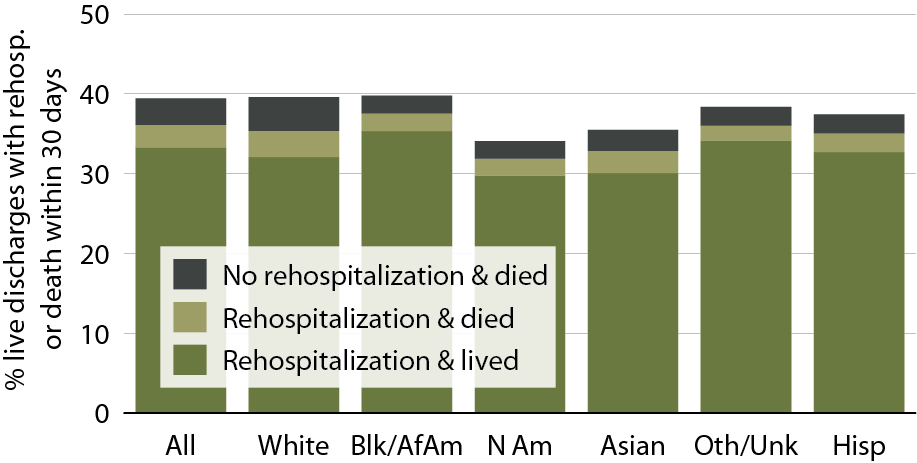 % live discharges with rehosp.
or death within 30 days
50
40
30
20
10
0
No rehospitalization & died
Rehospitalization & died
Rehospitalization & lived
All White Blk/AfAm N Am Asian Oth/Unk Hisp